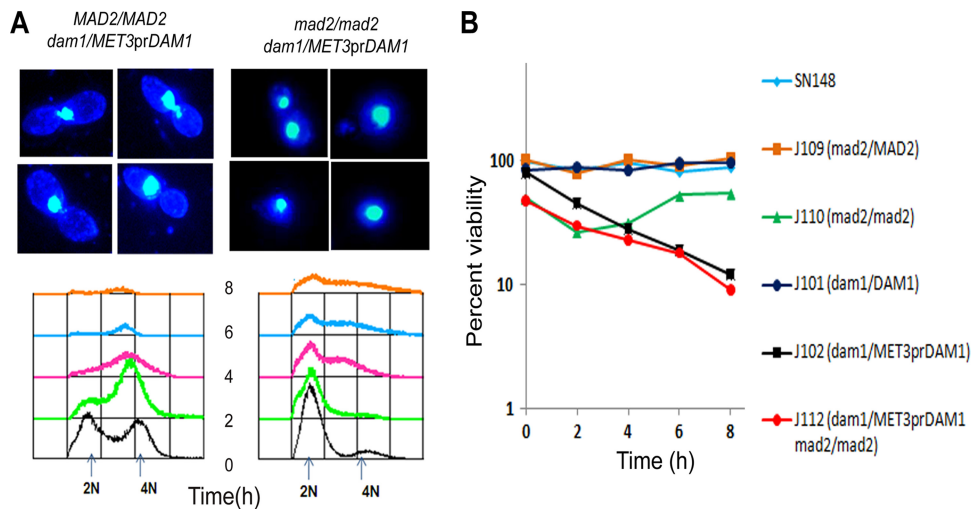 A
MAD2/MAD2
dam1/MET3prDAM1
mad2/mad2
dam1/MET3prDAM1
8
6
4
2
0
2N
4N
2N
4N
Time(h)
B
Percent viability
100
10
1
0
2
4
6
8
Time (h)
SN148
J109 (mad2/MAD2)
J110 (mad2/mad2)
J101 (dam1/DAM1)
J102 (dam1/MET3prDAM1)
J112 (dam1/MET3prDAM1
mad2/mad2)